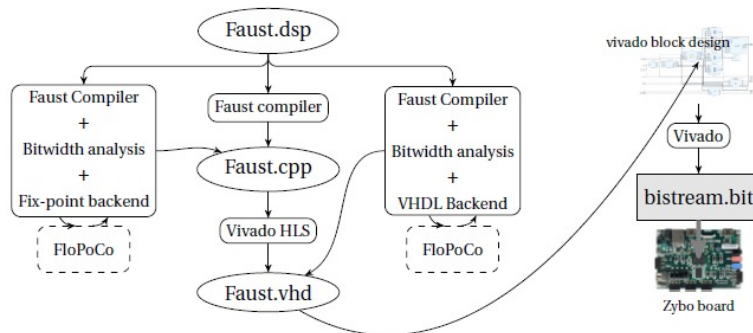 Faust.dsp
Faust Compiler
+
Bitwidth analysis
+
Fix-point backend
FloPoCo
Faust compiler
Faust.cpp
Vivado HLS
Faust.vhd
Faust Compiler
+
Bitwidth analysis
+
VHDL Backend
FloPoCo
vivado block design
Vivado
bistream.bit
Zybo board